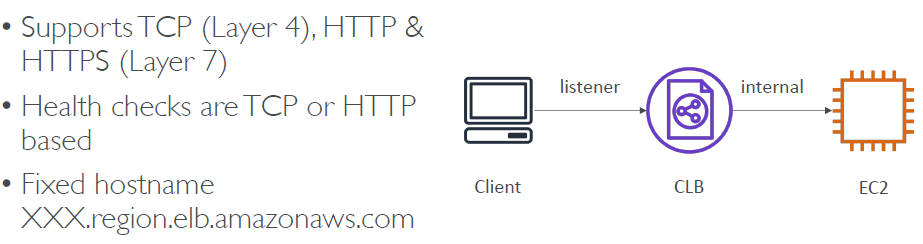 • Supports TCP (Layer 4), HTTP &
HTTPS (Layer 7)
• Health checks are TCP or HTTP
based
• Fixed hostname
XXX.region.elb.amazonaws.com
listener
internal
Client
CLB
EC2